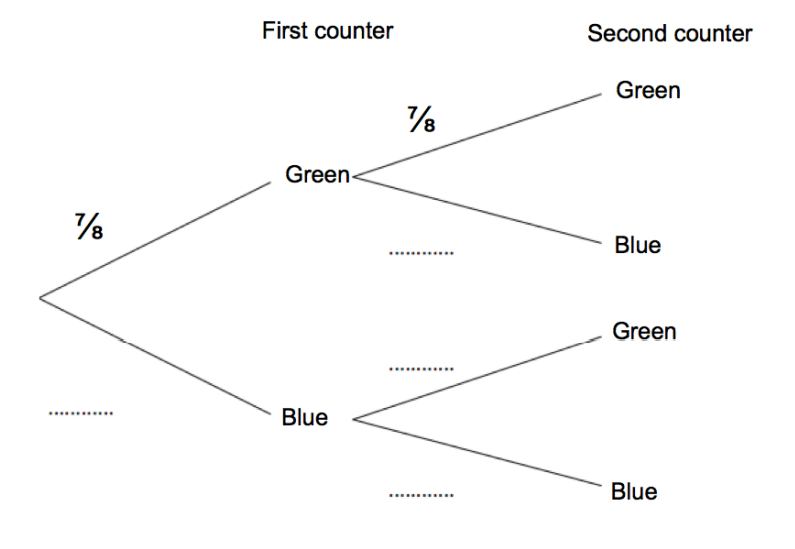 First counter
Second counter
Green
⅞
Green
⅞
Blue
............
Green
............
............
Blue
Blue
............